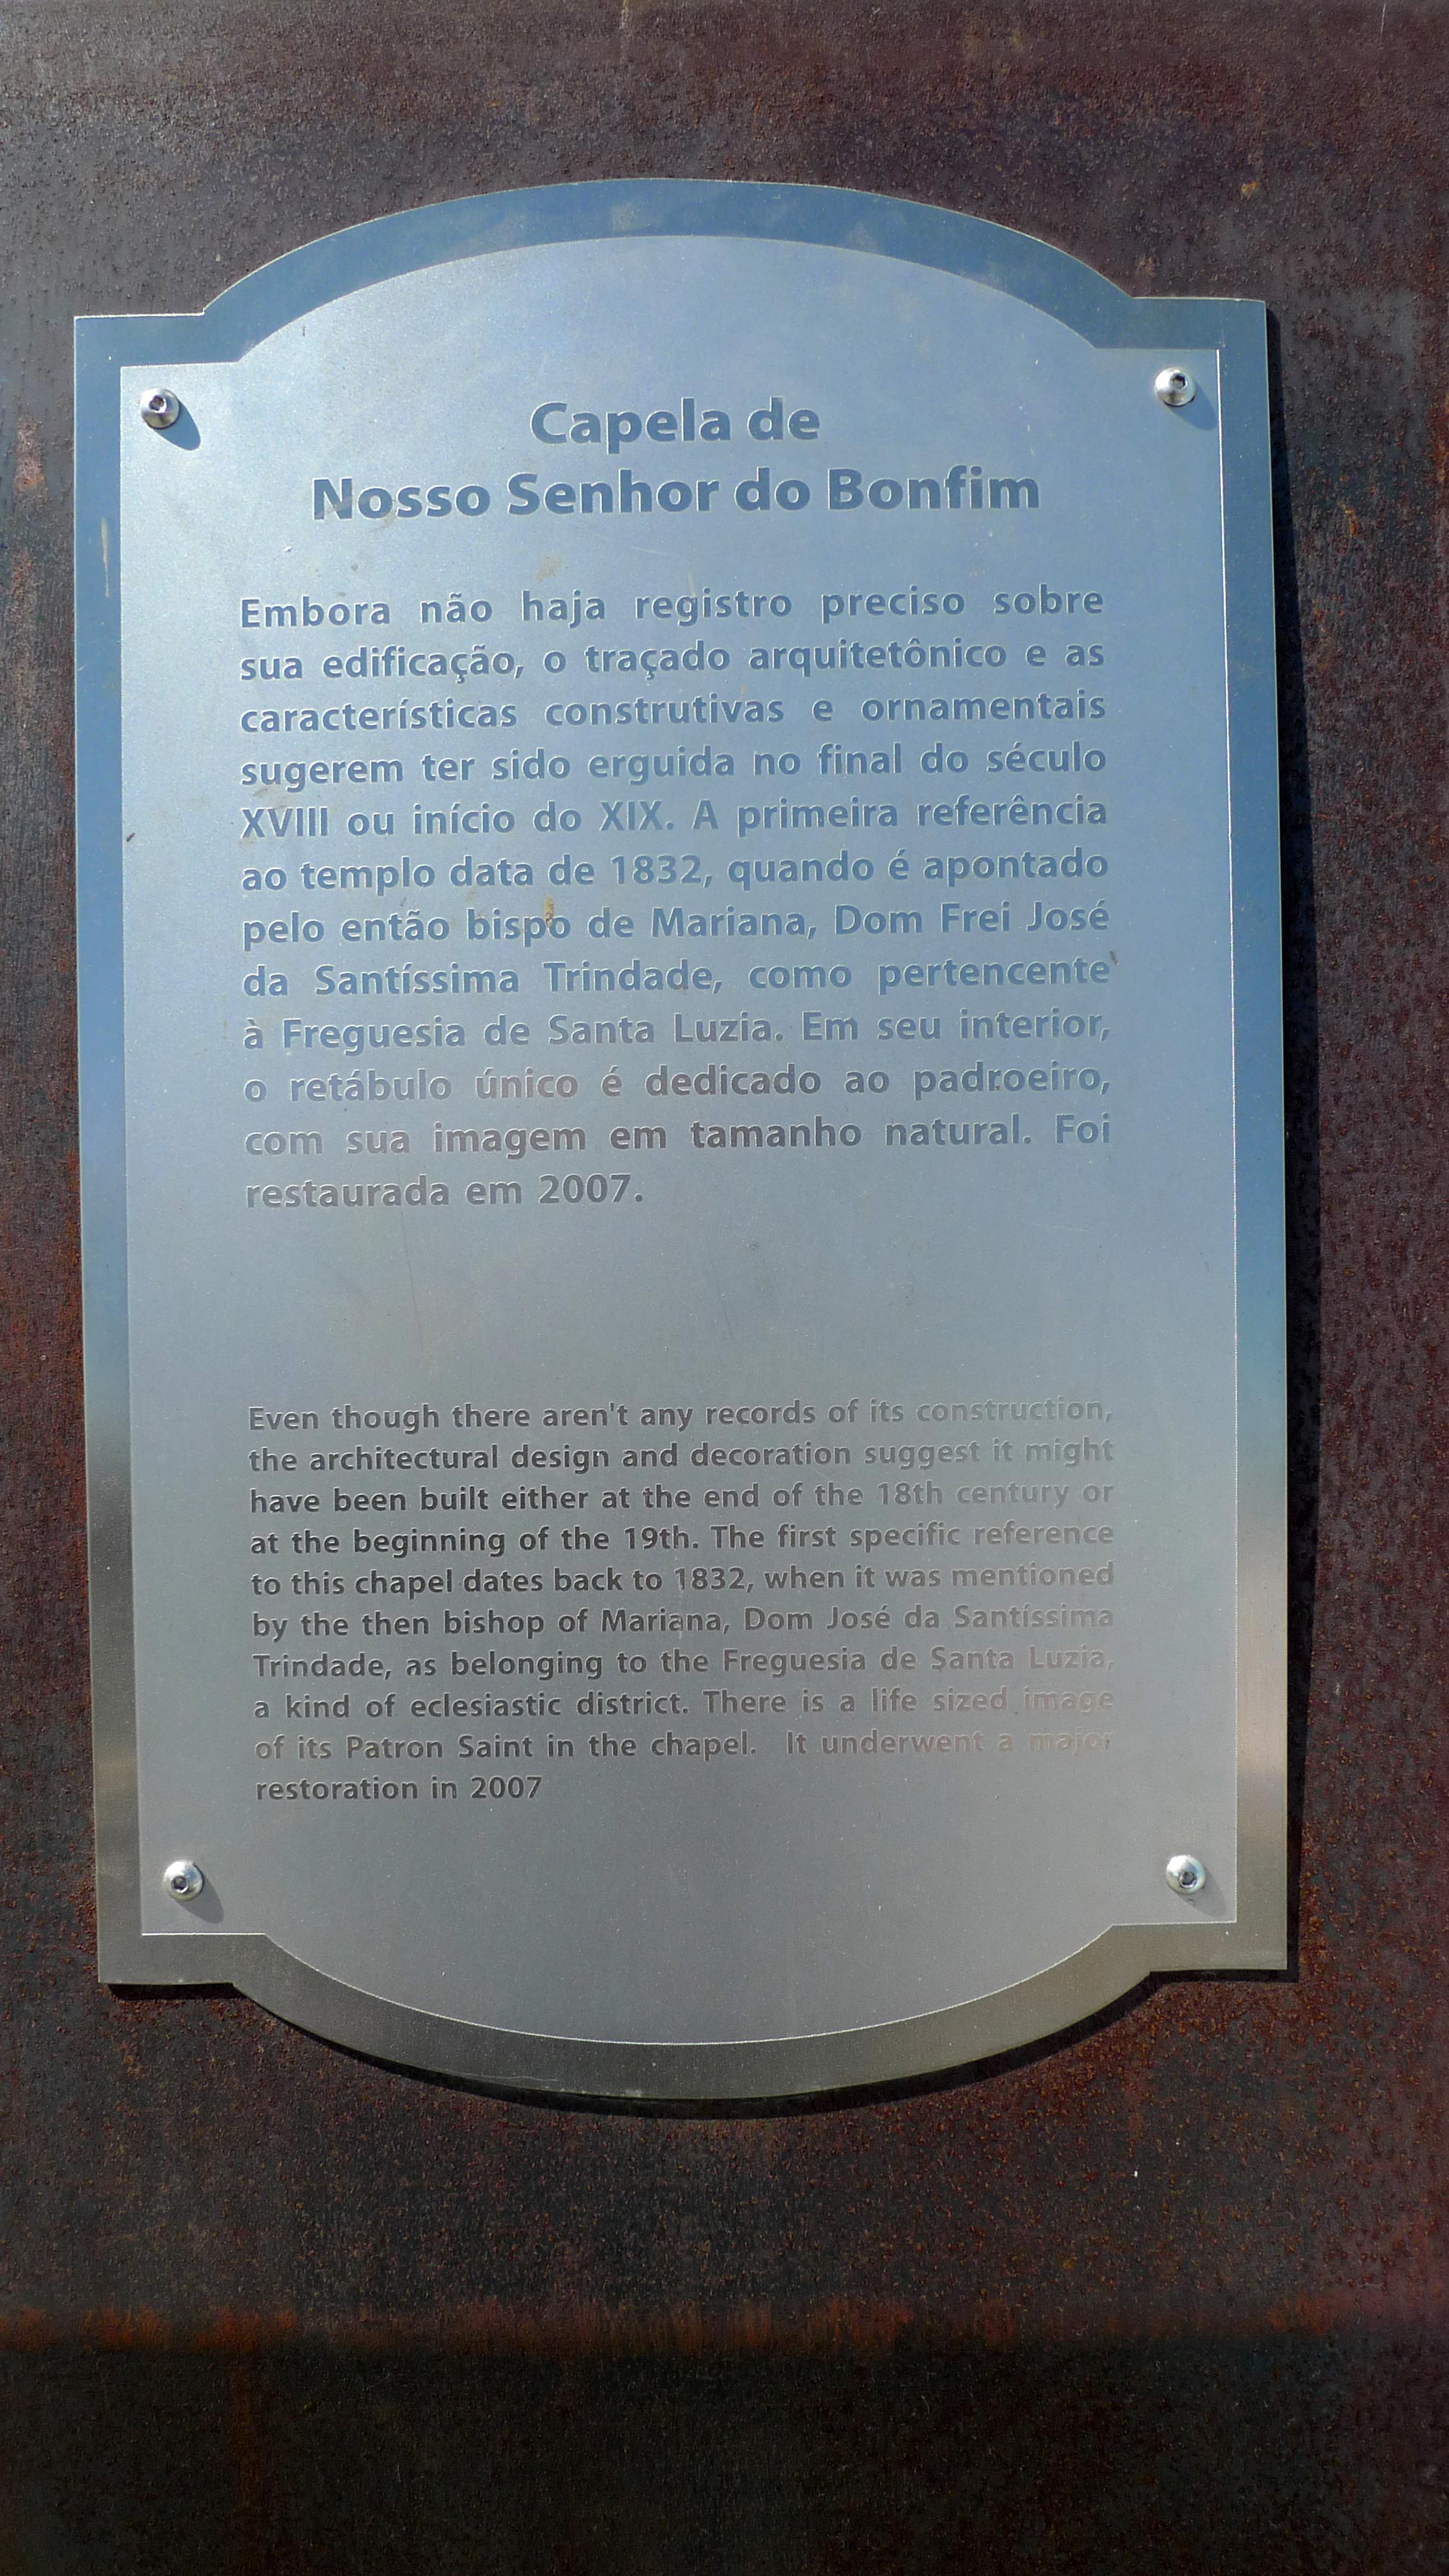 Capela de
Nosso Senhor do Bonfim
Embora não haja registro preciso sobre
sua edificação, o traçado arquitetônico e as
características construtivas e ornamentais
sugerem ter sido erguida no final do século
XVIII ou início do XIX. A primeira referência
ao templo data de 1832, quando é apontado
pelo então bispo de Mariana, Dom Frei José
da Santíssima Trindade, como pertencente
à Freguesia de Santa Luzia. Em seu interior,
o retábulo único é dedicado ao padroeiro,
com sua imagem em tamanho natural. Foi
restaurada em 2007.
Even though there aren't any records of its construction,
the architectural design and decoration suggest it might
have been built either at the end of the 18th century or
at the beginning of the 19th. The first specific reference
to this chapel dates back to 1832, when it was mentioned
by the then bishop of Mariana, Dom José da Santíssima
Trindade, as belonging to the Freguesia de Santa Luzia,
a kind of eclesiastic district. There is a life sized image
of its Patron Saint in the chapel. It underwent a major
restoration in 2007